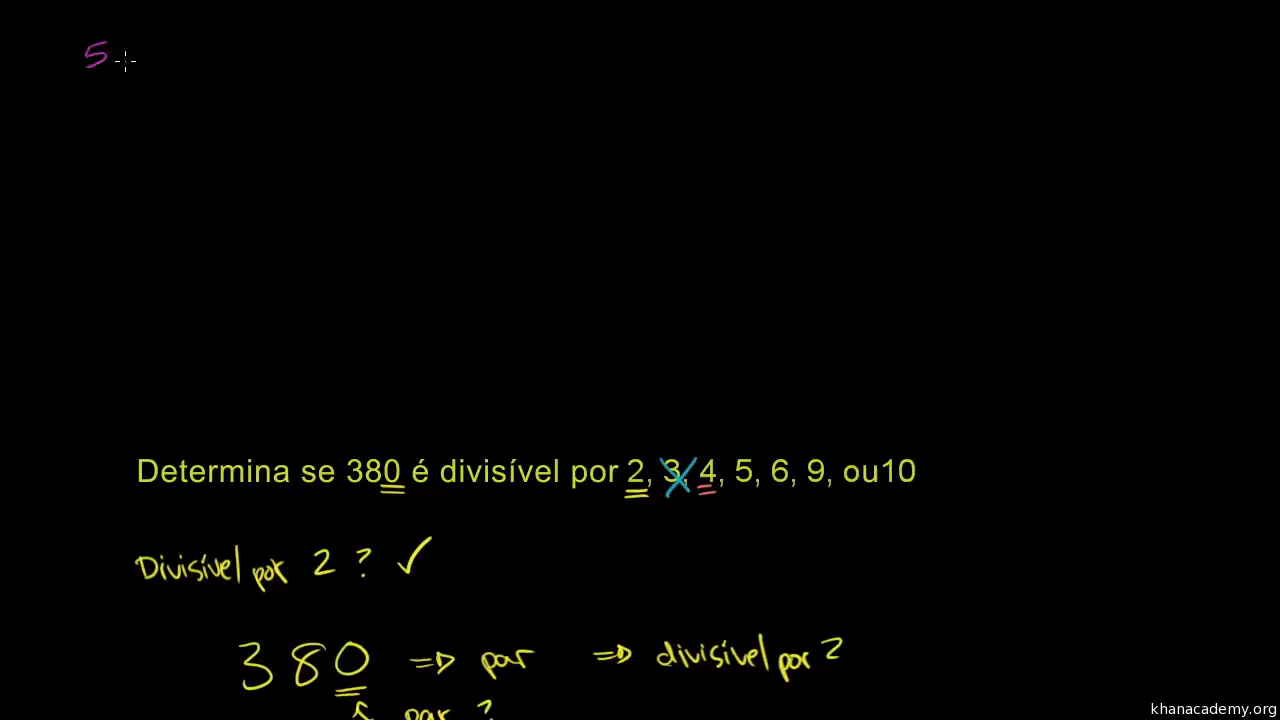 5
Determina se 380 é divisível por 2, 3, 4, 5, 6, 9, ou10
Divisível por 2 ? ✓
380 => par => divisível por 2
par ?
khanacademy.org